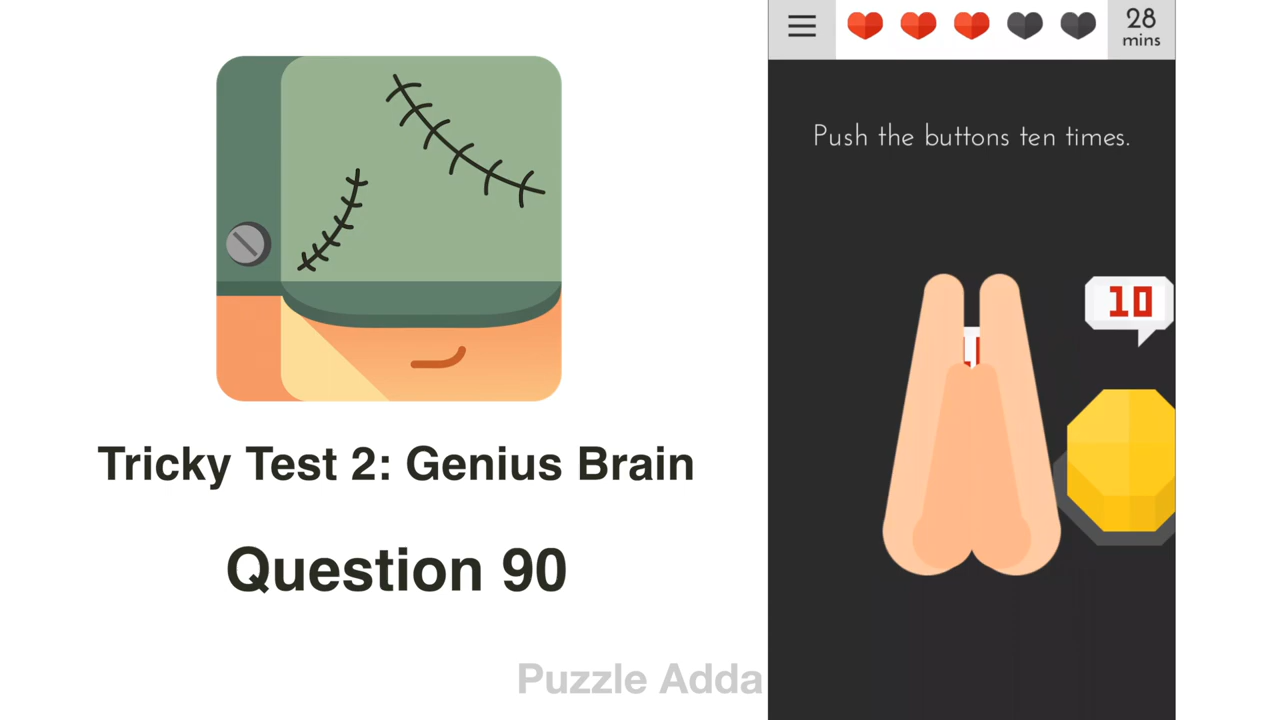 28
mins
Push the buttons ten times.
10
Tricky Test 2: Genius Brain
Question 90
Puzzle Adda